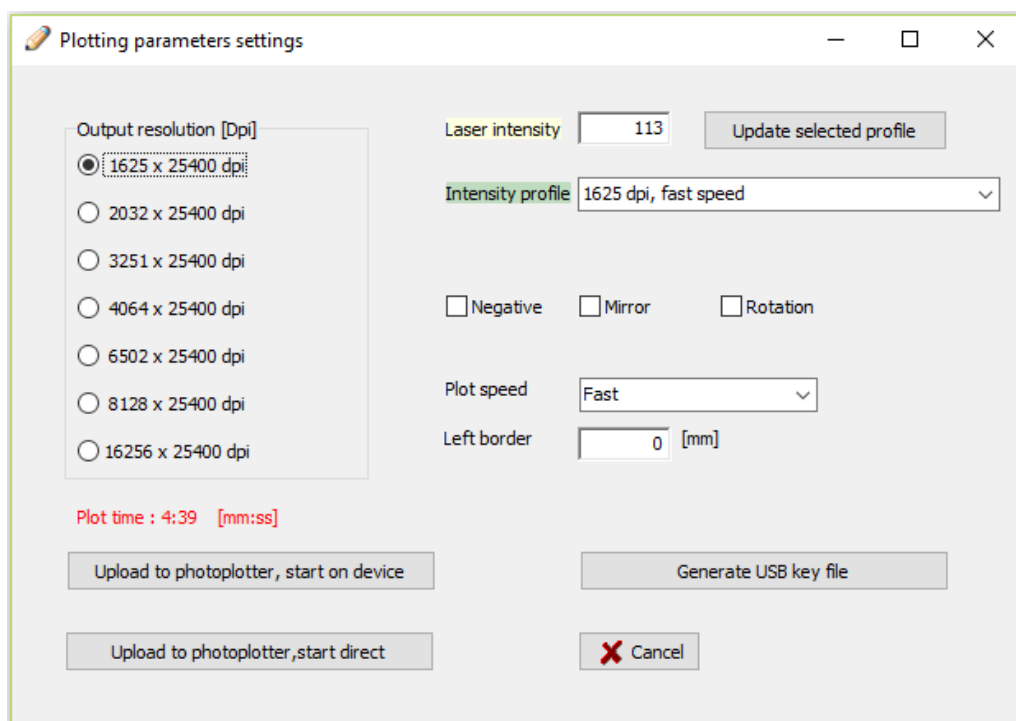 Plotting parameters settings
Output resolution [Dpi]
1625 x 25400 dpi
2032 x 25400 dpi
3251 x 25400 dpi
4064 x 25400 dpi
6502 x 25400 dpi
8128 x 25400 dpi
16256 x 25400 dpi
Laser intensity 113 Update selected profile
Intensity profile 1625 dpi, fast speed
Negative Mirror Rotation
Plot speed Fast
Left border 0 [mm]
Plot time : 4:39 [mm:ss]
Upload to photoplotter, start on device
Generate USB key file
Upload to photoplotter,start direct
Cancel